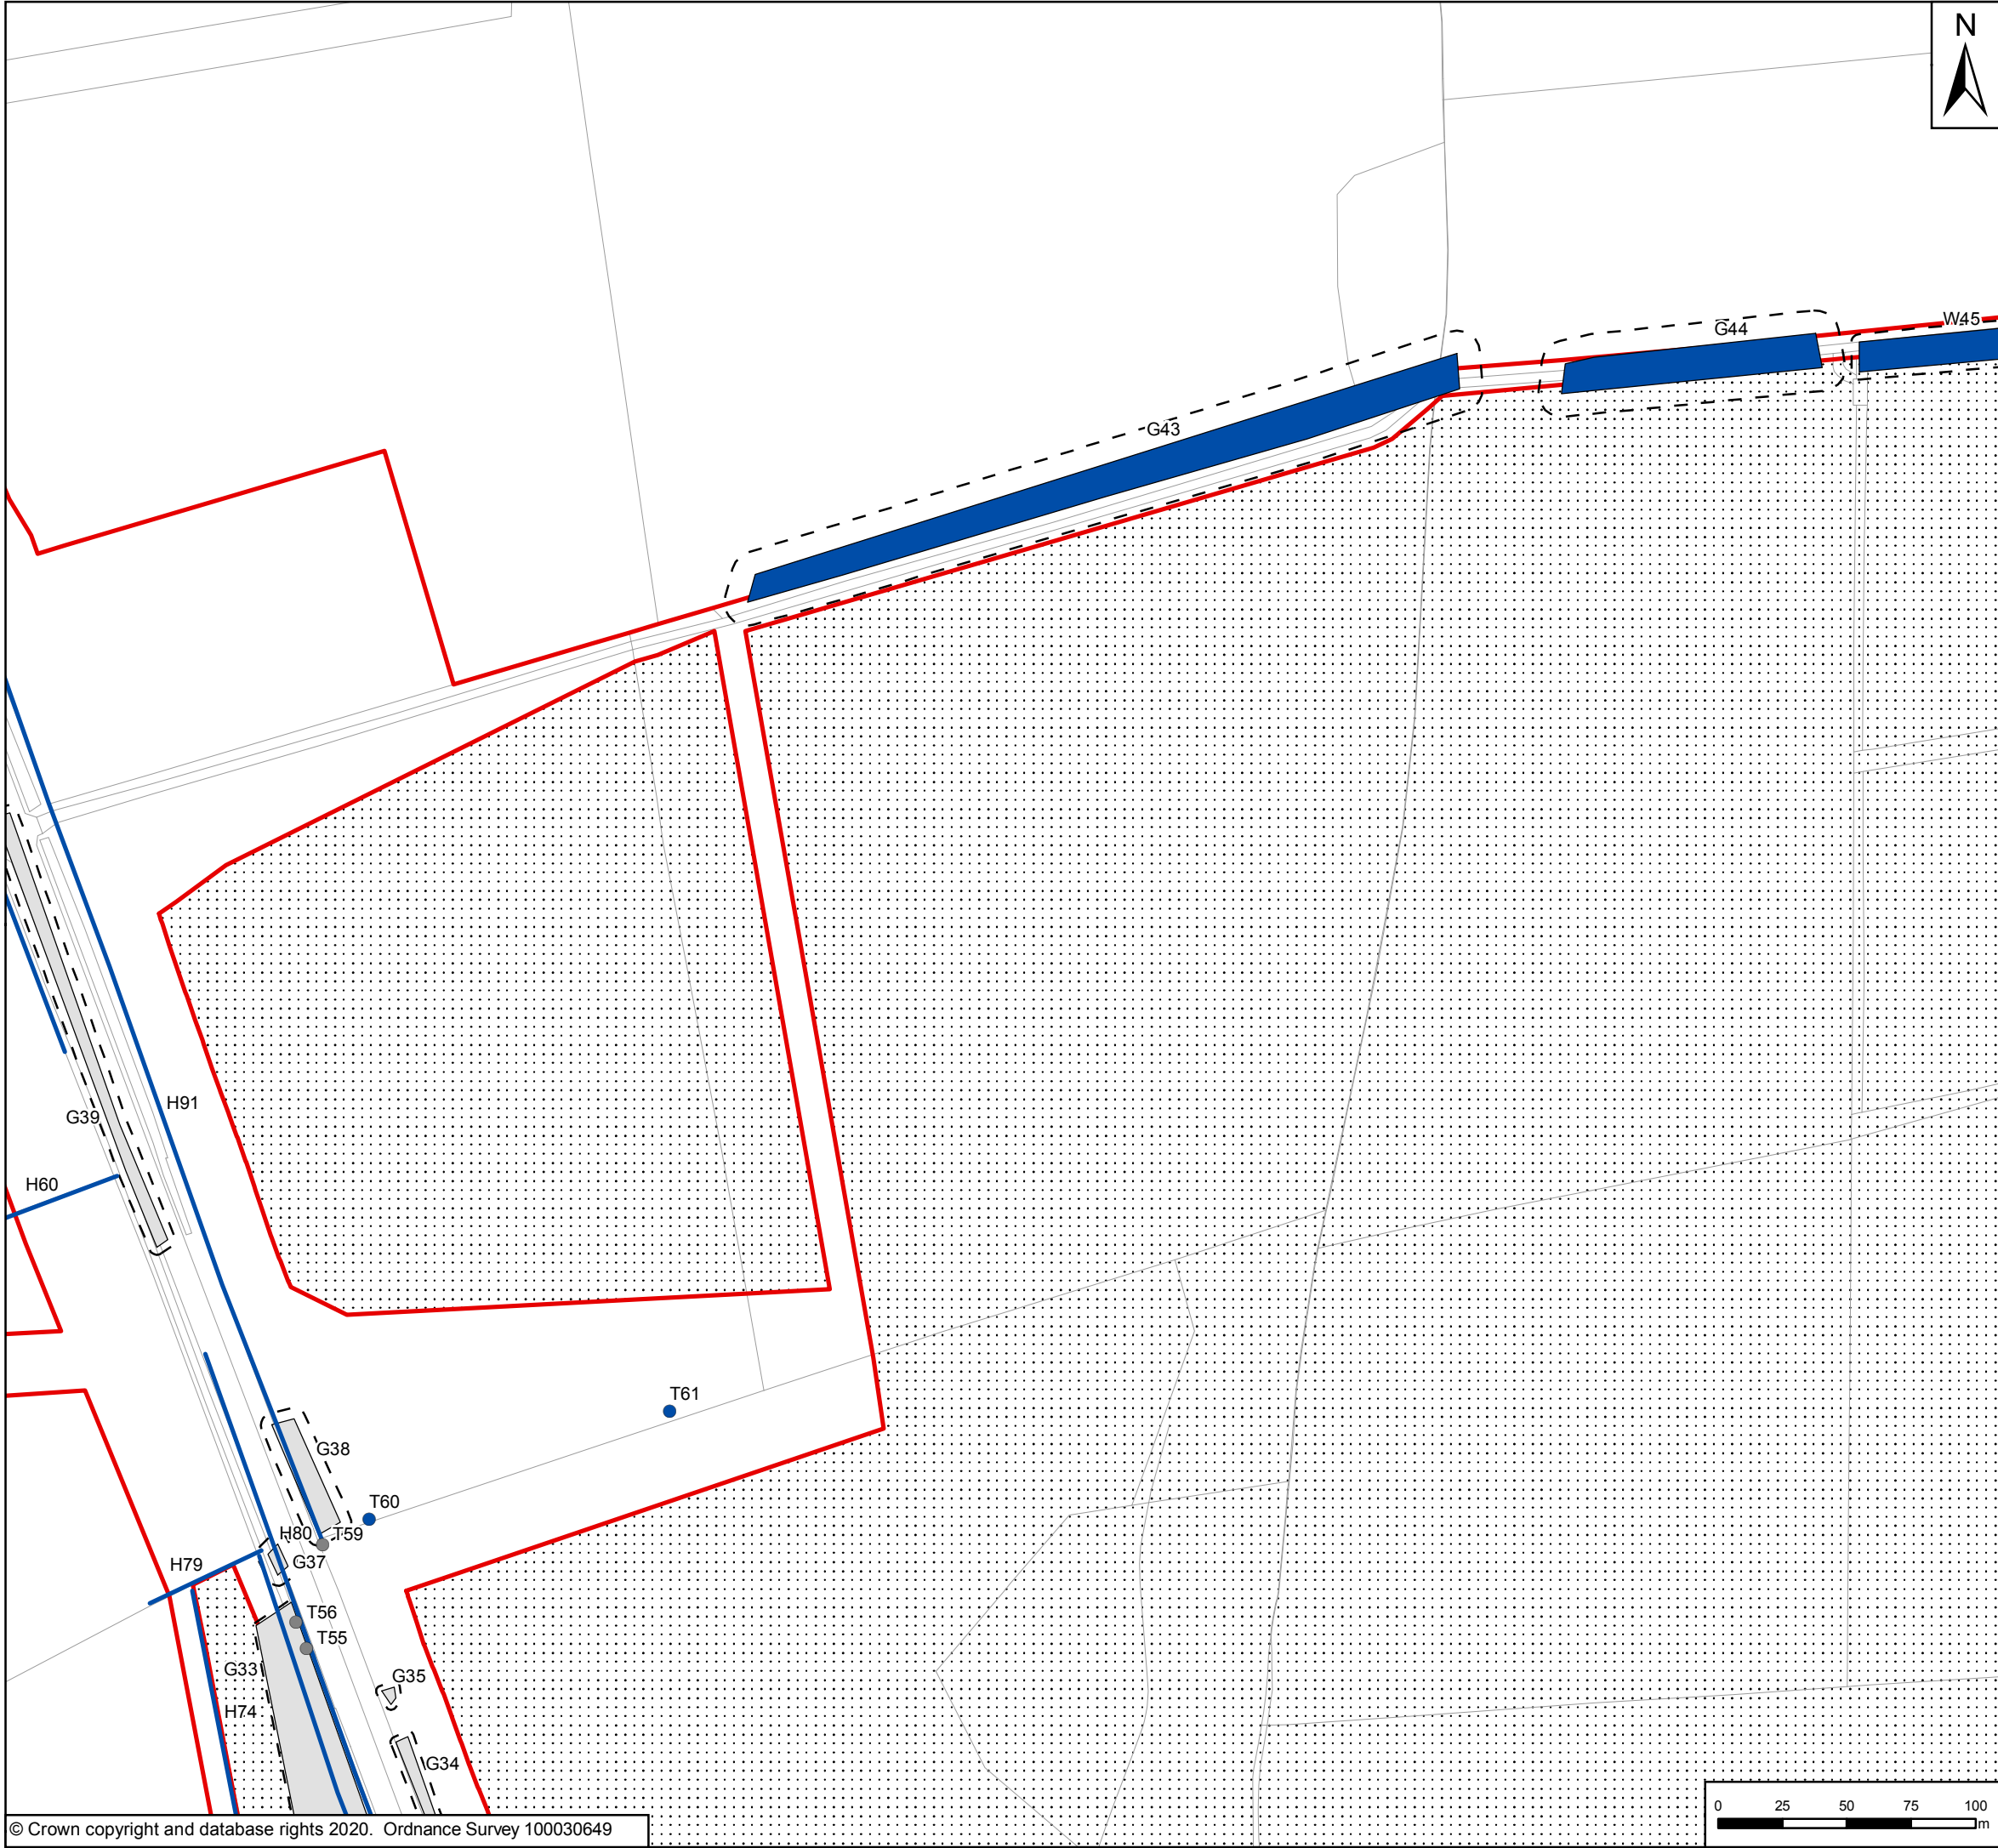 N
W45
G44
G43
H91
G39
H60
T61
G38
T60
H80
T59
G37
H79
T56
T55
G33
G35
H74
G34
0 25 50 75 100
m
© Crown copyright and database rights 2020. Ordnance Survey 100030649